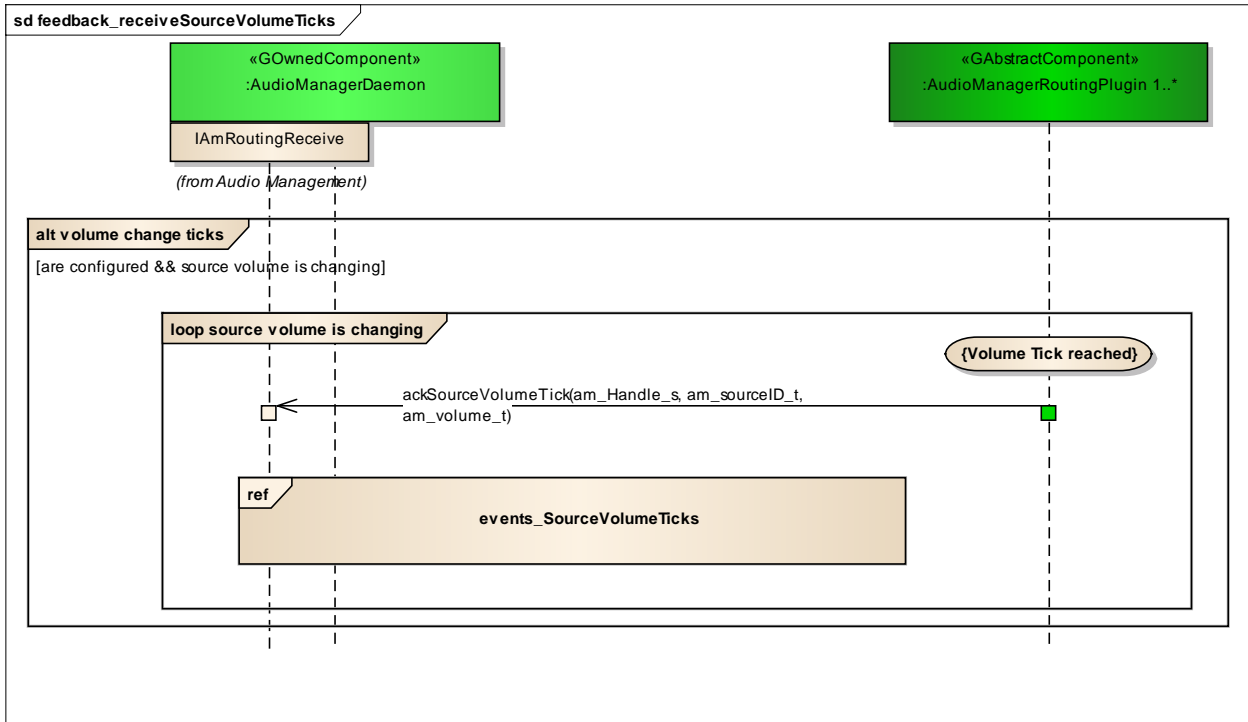 sd feedback_receiveSourceVolumeTicks
«GOwnedComponent»
:AudioManagerDaemon
«GAbstractComponent»
:AudioManagerRoutingPlugin 1..*
IAmRoutingReceive
(from Audio Management)
alt volume change ticks
[are configured && source volume is changing]
loop source volume is changing
{Volume Tick reached}
ackSourceVolumeTick(am_Handle_s, am_sourceID_t,
am_volume_t)
ref
events_SourceVolumeTicks